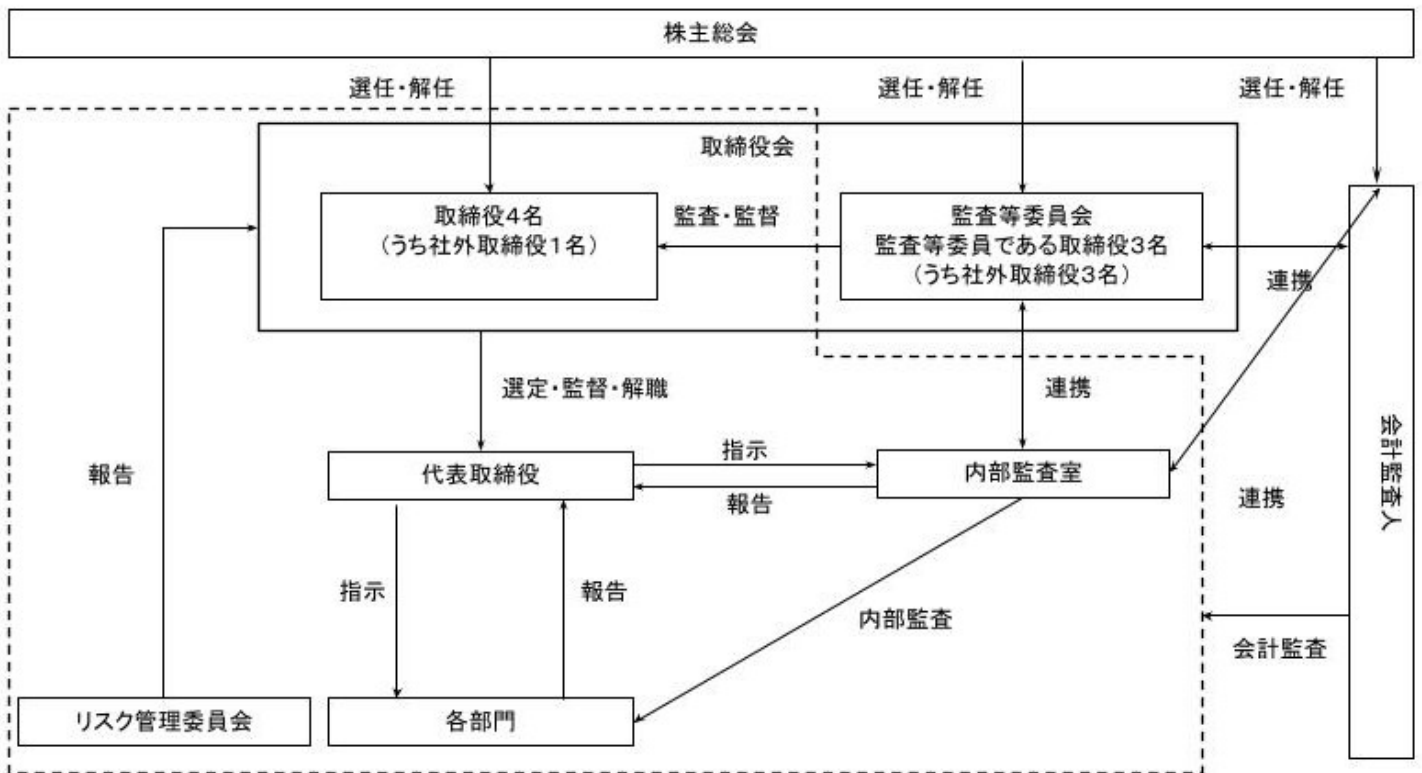 株主総会
選任・解任
選任・解任
選任・解任
取締役会
取締役4名
(うち社外取締役1名)
監査・監督
監査等委員会
監査等委員である取締役3名
(うち社外取締役3名)
連携
選定・監督・解職
連携
会計監査人
報告
代表取締役
指示
報告
内部監査室
連携
指示
報告
内部監査
会計監査
リスク管理委員会
各部門